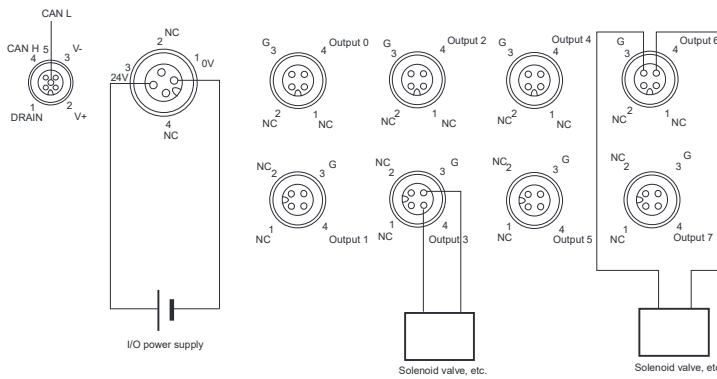 CAN L
CAN H 5 3 V-
4
1 2
DRAIN V+
NC
2
3 1 0V
24V
4
NC
I/O power supply
G 3 4 Output 0
2 1
NC NC
G 3 4 Output 2
2 1
NC NC
G 3 4 Output 4
2 1
NC NC
G 3 4 Output 6
2 1
NC NC
NC 2 3 G
1 4
NC Output 1
NC 2 3 G
1 4
NC Output 3
NC 2 3 G
1 4
NC Output 5
NC 2 3 G
1 4
NC Output 7
Solenoid valve, etc.
Solenoid valve, etc